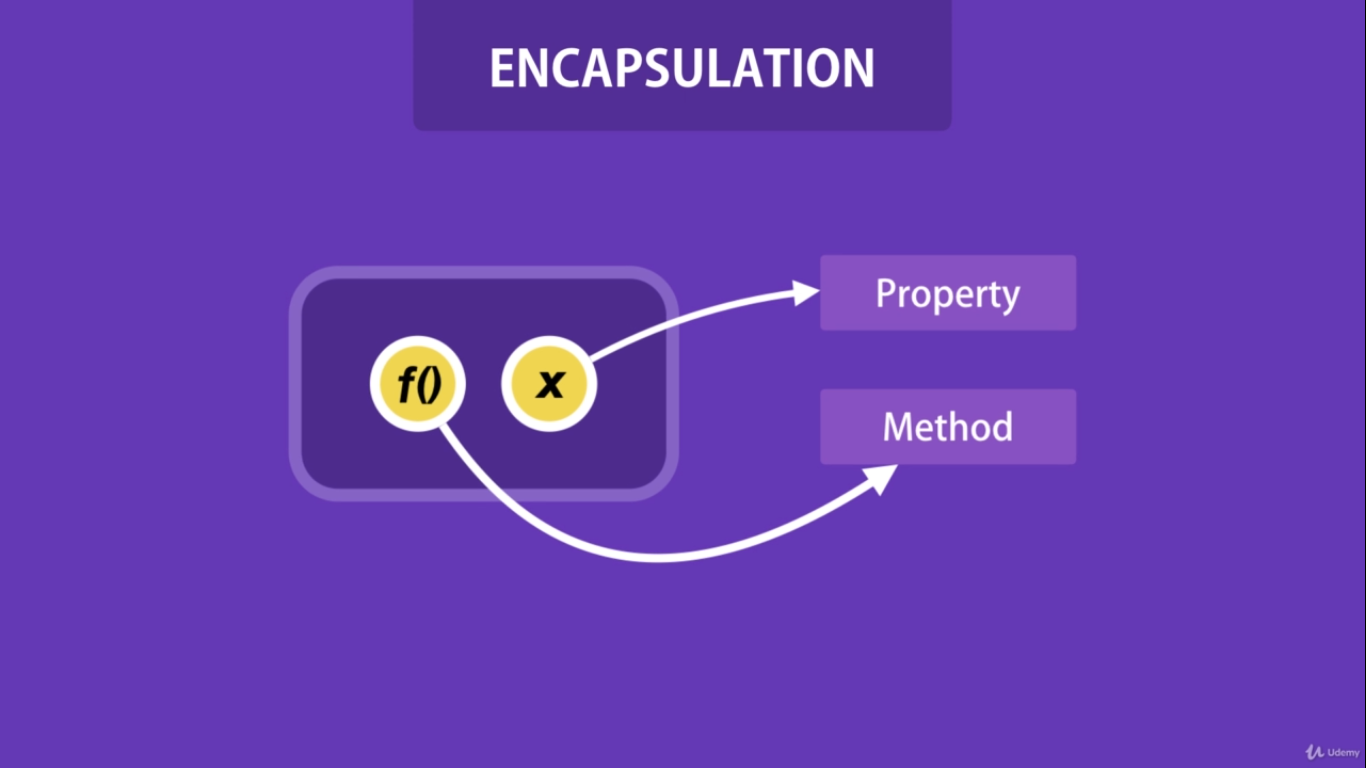 ENCAPSULATION
Property
f()
x
Method
Udemy